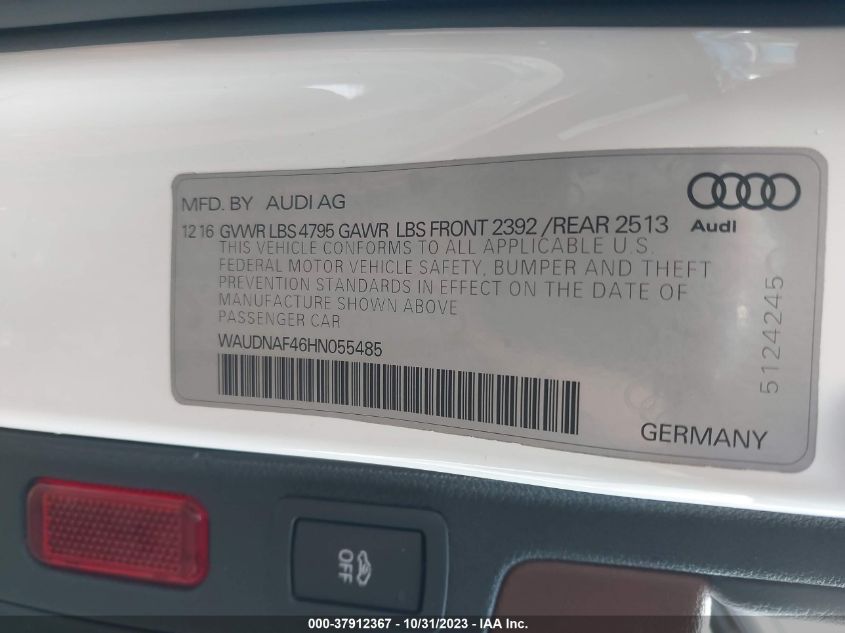 MFD. BY AUDI AG
12 16 GVWR LBS 4795 GAWR LBS FRONT 2392 /REAR 2513
Audi
THIS VEHICLE CONFORMS TO ALL APPLICABLE U.S.
FEDERAL MOTOR VEHICLE SAFETY, BUMPER AND THEFT
PREVENTION STANDARDS IN EFFECT ON THE DATE OF
MANUFACTURE SHOWN ABOVE
PASSENGER CAR
WAUDNAF46HN055485
5124245
GERMANY
OFF
000-37912367 - 10/31/2023 - IAA Inc.